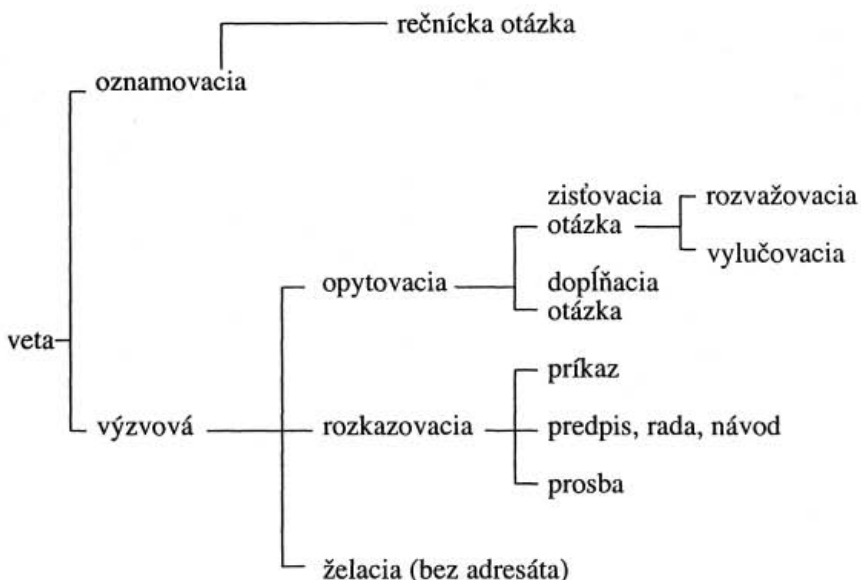 rečnícka otázka
oznamovacia
zisťovacia
otázka
rozvažovacia
vylučovacia
opytovacia
dopĺňacia
otázka
veta
príkaz
výzvová
rozkazovacia
predpis, rada, návod
prosba
želacia (bez adresáta)